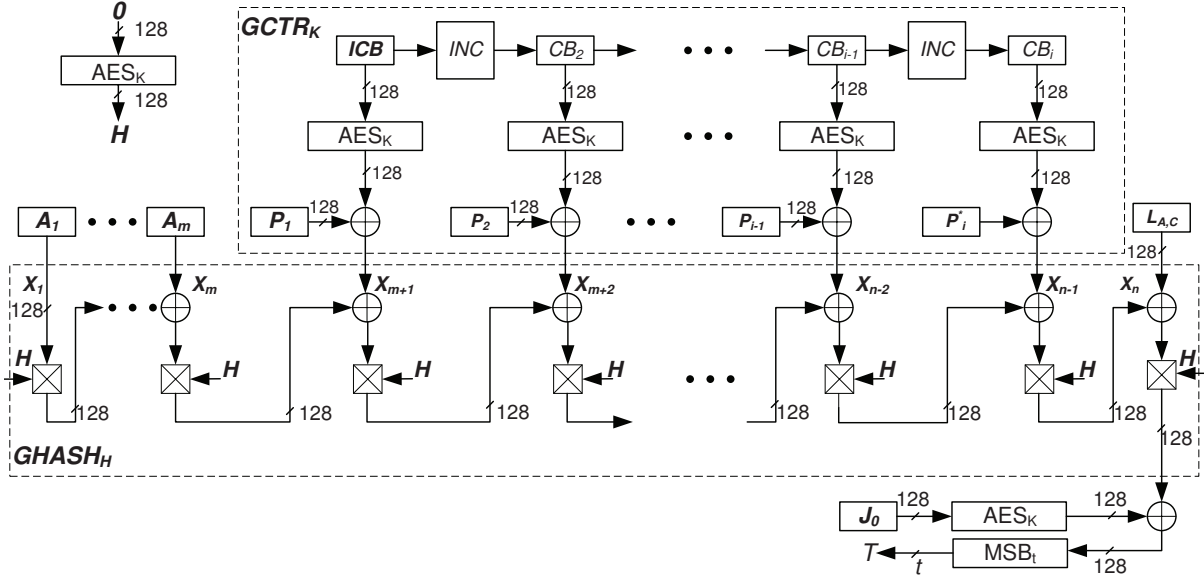 0
128
AES_K
128
H
GCTR_K
ICB INC CB_2 • • • CB_{i-1} INC CB_i
128 128 128 128
AES_K AES_K • • • AES_K AES_K
128 128 128 128
A_1 • • • A_m P_1 128 P_2 128 • • • P_{i-1} 128 P^*_i L_{A,C}
128
X_1 X_m X_{m+1} X_{m+2} X_{n-2} X_{n-1} X_n
128 • • •
H H H H • • • H H H
128 128 128 128 128 128 128
GHASH_H
J_0 128 AES_K 128
T t MSB_t 128